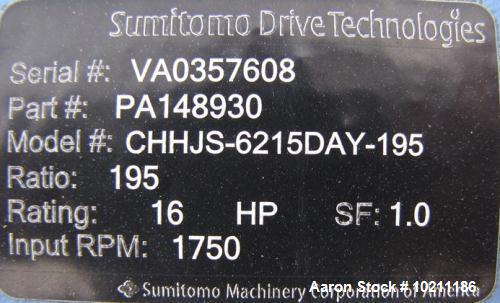 Sumitomo Drive Technologies
Serial #: VA0357608
Part #: PA148930
Model #: CHHJS-6215DAY-195
Ratio: 195
Rating: 16 HP SF: 1.0
Input RPM: 1750
Sumitomo Machinery Corporation of America
Aaron Stock # 10211186